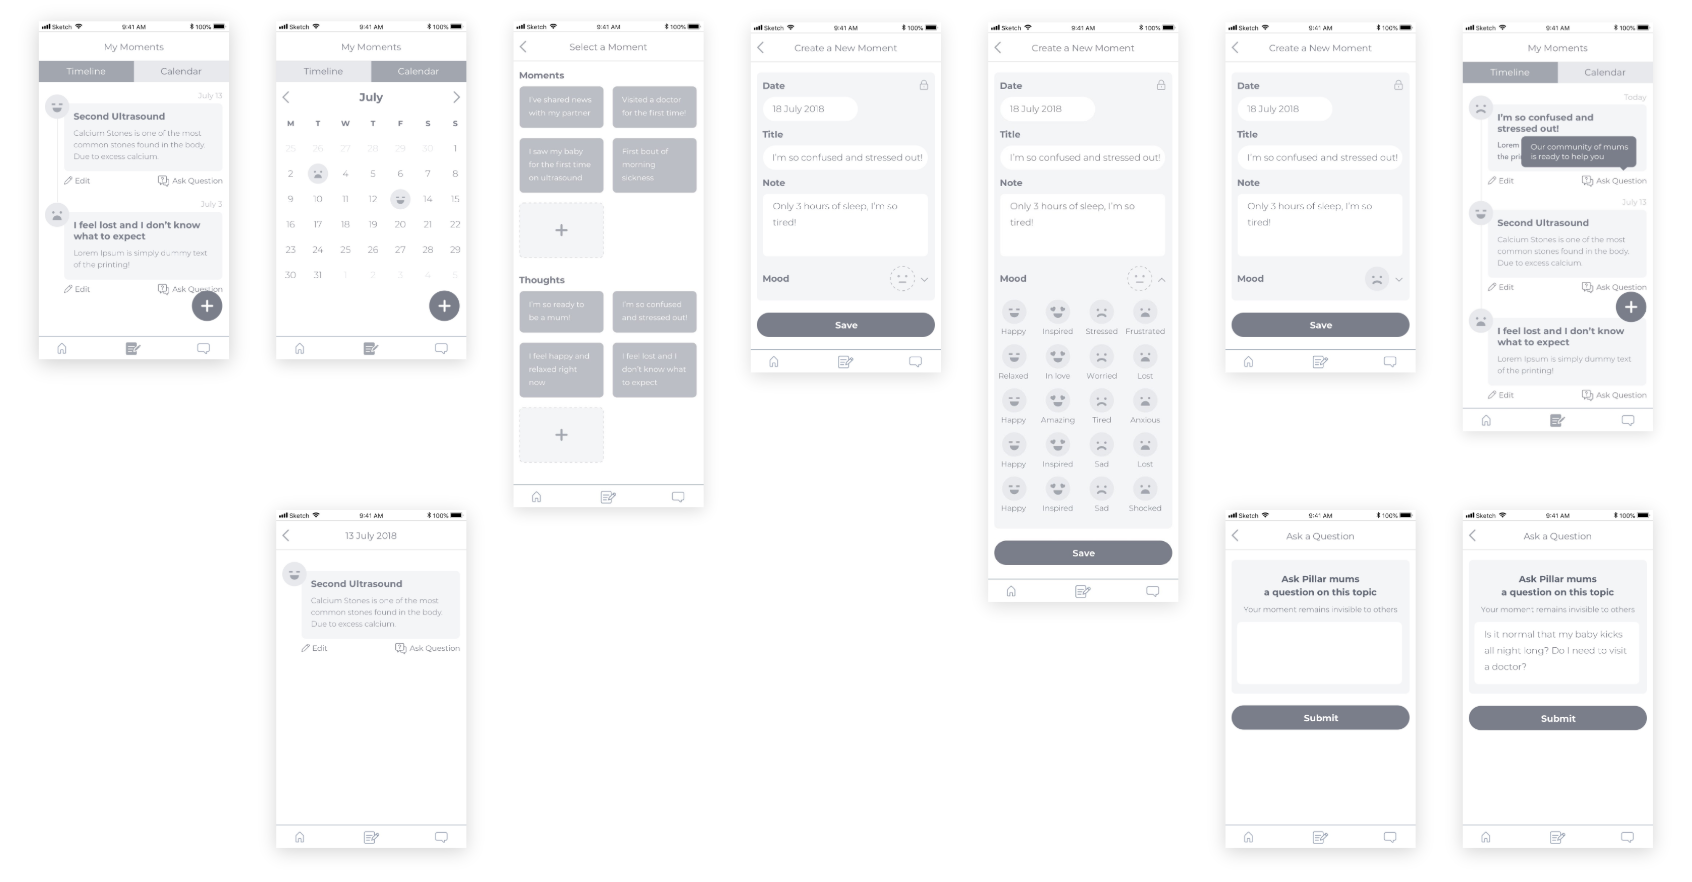 Sketch 9:41 AM 100%
My Moments
Timeline Calendar
July 13
Second Ultrasound
Calcium Stones is one of the most
common stones found in the body.
Due to excess calcium.
Edit Ask Question
July 3
I feel lost and I don't know
what to expect
Lorem Ipsum is simply dummy text
of the printing!
Edit Ask Question
Sketch 9:41 AM 100%
My Moments
Timeline Calendar
July
M T W T F S S
25 26 27 28 29 30 1
2 4 5 6 7 8
9 10 11 12 14 15
16 17 18 19 20 21 22
23 24 25 26 27 28 29
30 31 1 2 3 4 5
Sketch 9:41 AM 100%
Select a Moment
Moments
I've shared news
with my partner
Visited a doctor
for the first time!
I saw my baby
for the first time
on ultrasound
First bout of
morning
sickness
Thoughts
I'm so ready to
be a mum!
I'm so confused
and stressed out!
I feel happy and
relaxed right
now
I feel lost and I
don't know what
to expect
Sketch 9:41 AM 100%
Create a New Moment
Date
18 July 2018
Title
I'm so confused and stressed out!
Note
Only 3 hours of sleep, I'm so
tired!
Mood
Save
Sketch 9:41 AM 100%
Create a New Moment
Date
18 July 2018
Title
I'm so confused and stressed out!
Note
Only 3 hours of sleep, I'm so
tired!
Mood
Happy Inspired Stressed Frustrated
Relaxed In love Worried Lost
Happy Amazing Tired Anxious
Happy Inspired Sad Lost
Happy Inspired Sad Shocked
Save
Sketch 9:41 AM 100%
Create a New Moment
Date
18 July 2018
Title
I'm so confused and stressed out!
Note
Only 3 hours of sleep, I'm so
tired!
Mood
Save
Sketch 9:41 AM 100%
My Moments
Timeline Calendar
Today
I'm so confused and
stressed out!
Lorem
the pri
Our community of mums
is ready to help you
Edit Ask Question
July 13
Second Ultrasound
Calcium Stones is one of the most
common stones found in the body.
Due to excess calcium.
Edit Ask Question
I feel lost and I don't know
what to expect
Lorem Ipsum is simply dummy text
of the printing!
Edit Ask Question
Sketch 9:41 AM 100%
13 July 2018
Second Ultrasound
Calcium Stones is one of the most
common stones found in the body.
Due to excess calcium.
Edit Ask Question
Sketch 9:41 AM 100%
Ask a Question
Ask Pillar mums
a question on this topic
Your moment remains invisible to others
Submit
Sketch 9:41 AM 100%
Ask a Question
Ask Pillar mums
a question on this topic
Your moment remains invisible to others
Is it normal that my baby kicks
all night long? Do I need to visit
a doctor?
Submit